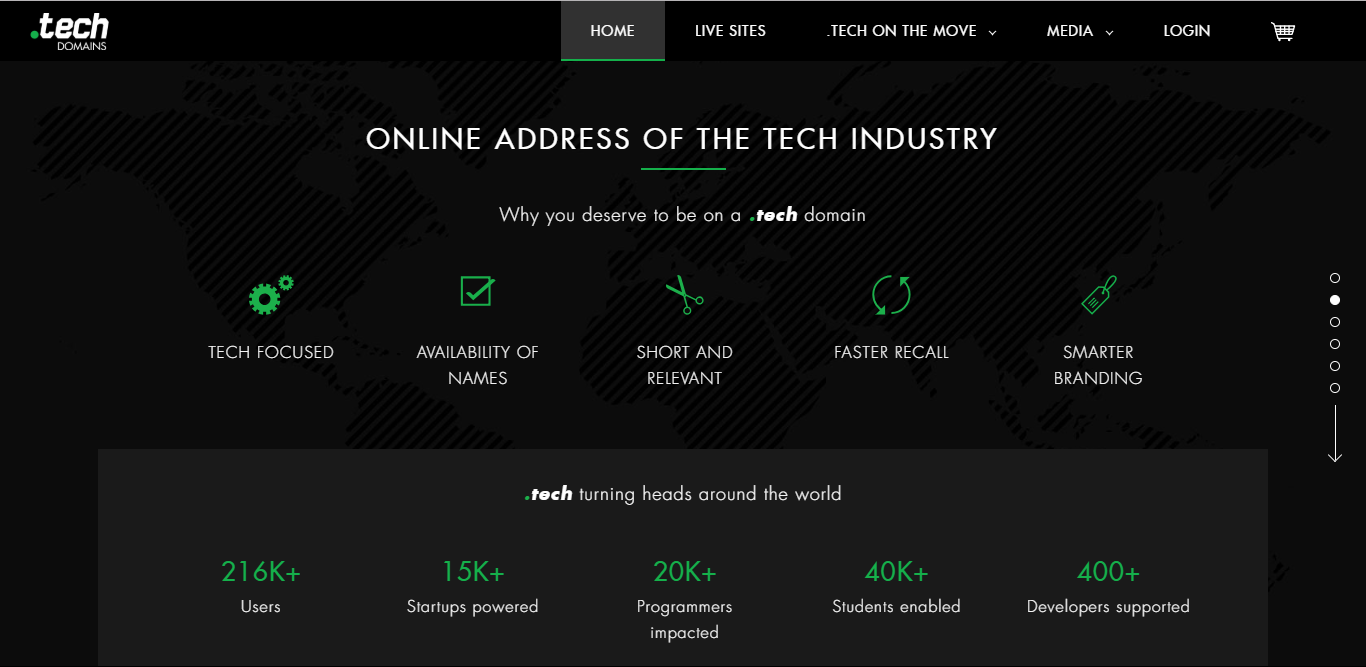 .tech
DOMAINS
HOME
LIVE SITES
.TECH ON THE MOVE
MEDIA
LOGIN
ONLINE ADDRESS OF THE TECH INDUSTRY
Why you deserve to be on a .tech domain
TECH FOCUSED
AVAILABILITY OF
NAMES
SHORT AND
RELEVANT
FASTER RECALL
SMARTER
BRANDING
.tech turning heads around the world
216K+
Users
15K+
Startups powered
20K+
Programmers
impacted
40K+
Students enabled
400+
Developers supported